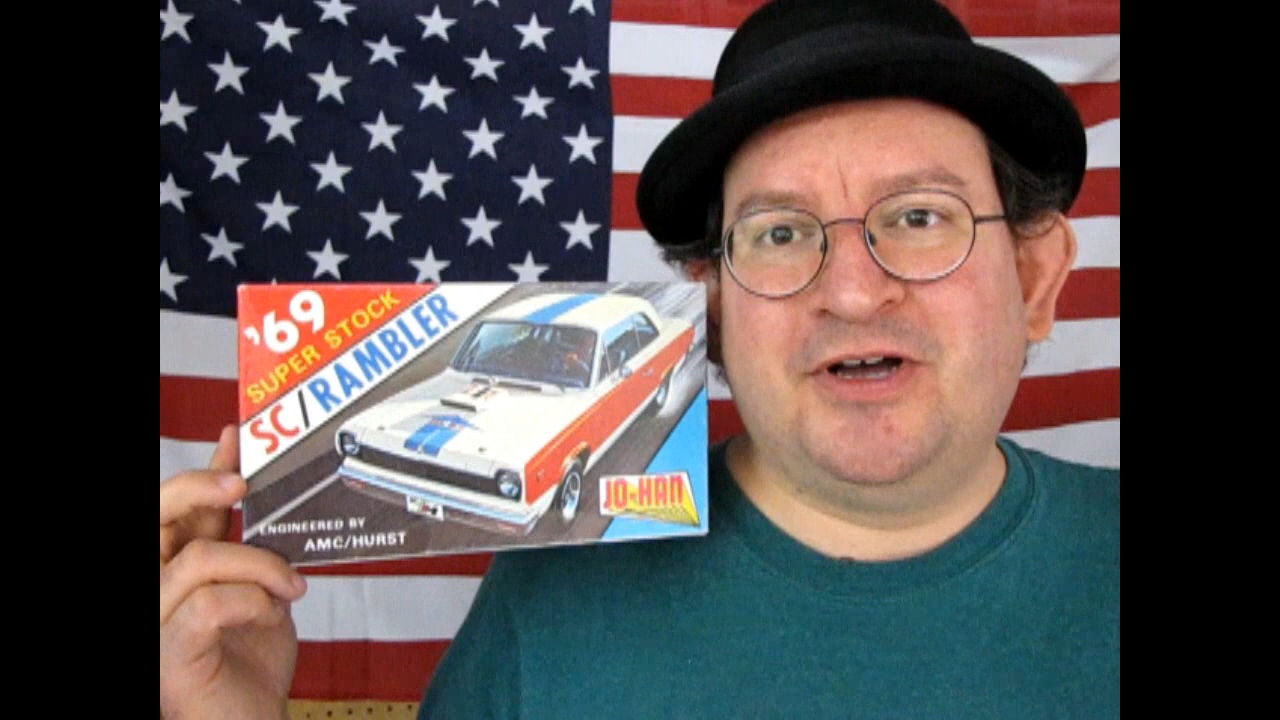 '69
SUPER STOCK
SC/RAMBLER
JO-HAN
ENGINEERED BY
AMC/HURST